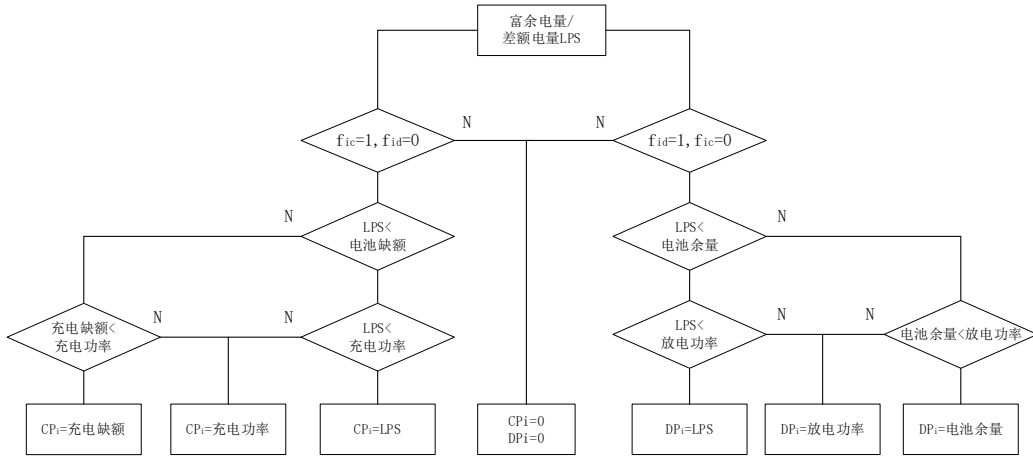 富余电量/
差额电量LPS
N
N
fic=1,fid=0
fid=1,fic=0
N
LPS<
电池缺额
LPS<
电池余量
N
充电缺额<
充电功率
N
N
LPS<
充电功率
LPS<
放电功率
N
N
电池余量<放电功率
CPi=充电缺额
CPi=充电功率
CPi=LPS
CPi=0
DPi=0
DPi=LPS
DPi=放电功率
DPi=电池余量